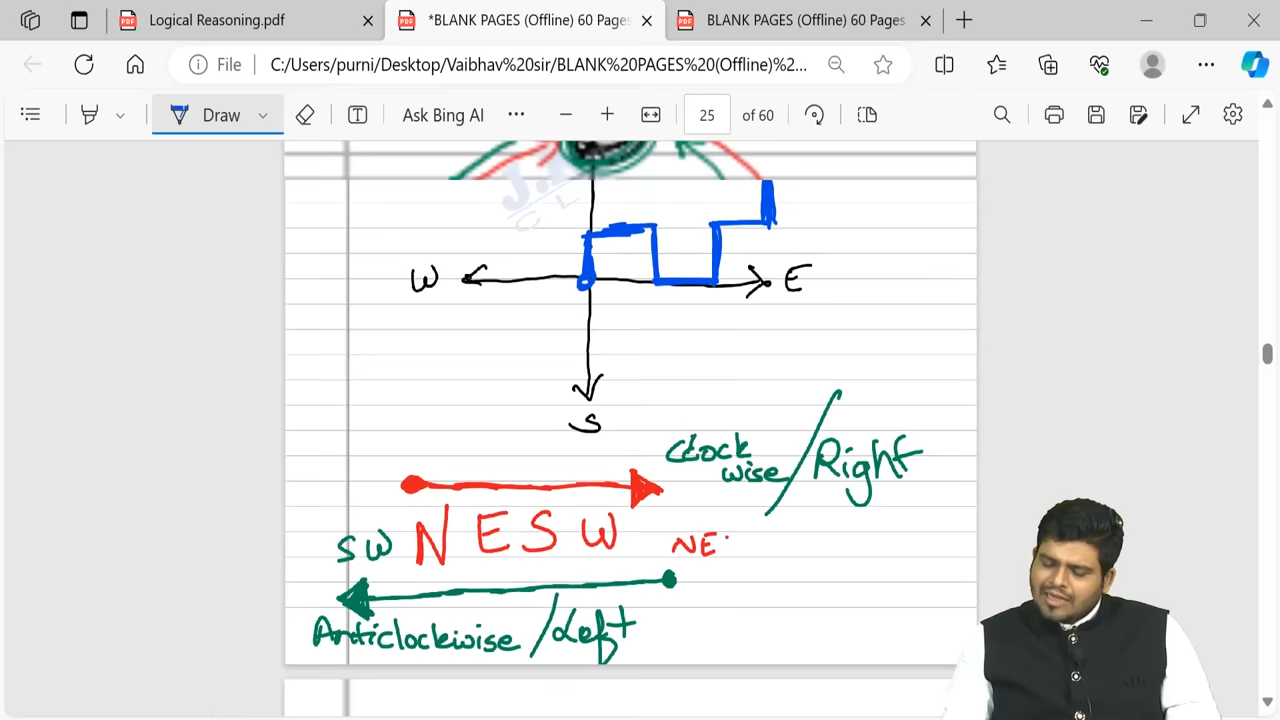 Logical Reasoning.pdf
*BLANK PAGES (Offline) 60 Pages
BLANK PAGES (Offline) 60 Pages
File
C:/Users/purni/Desktop/Vaibhav%20sir/BLANK%20PAGES%20(Offline)%2...
Draw
Ask Bing AI
25
of 60
W
E
S
Clock
wise / Right
N E S W
SW
NE
Anticlockwise / Left